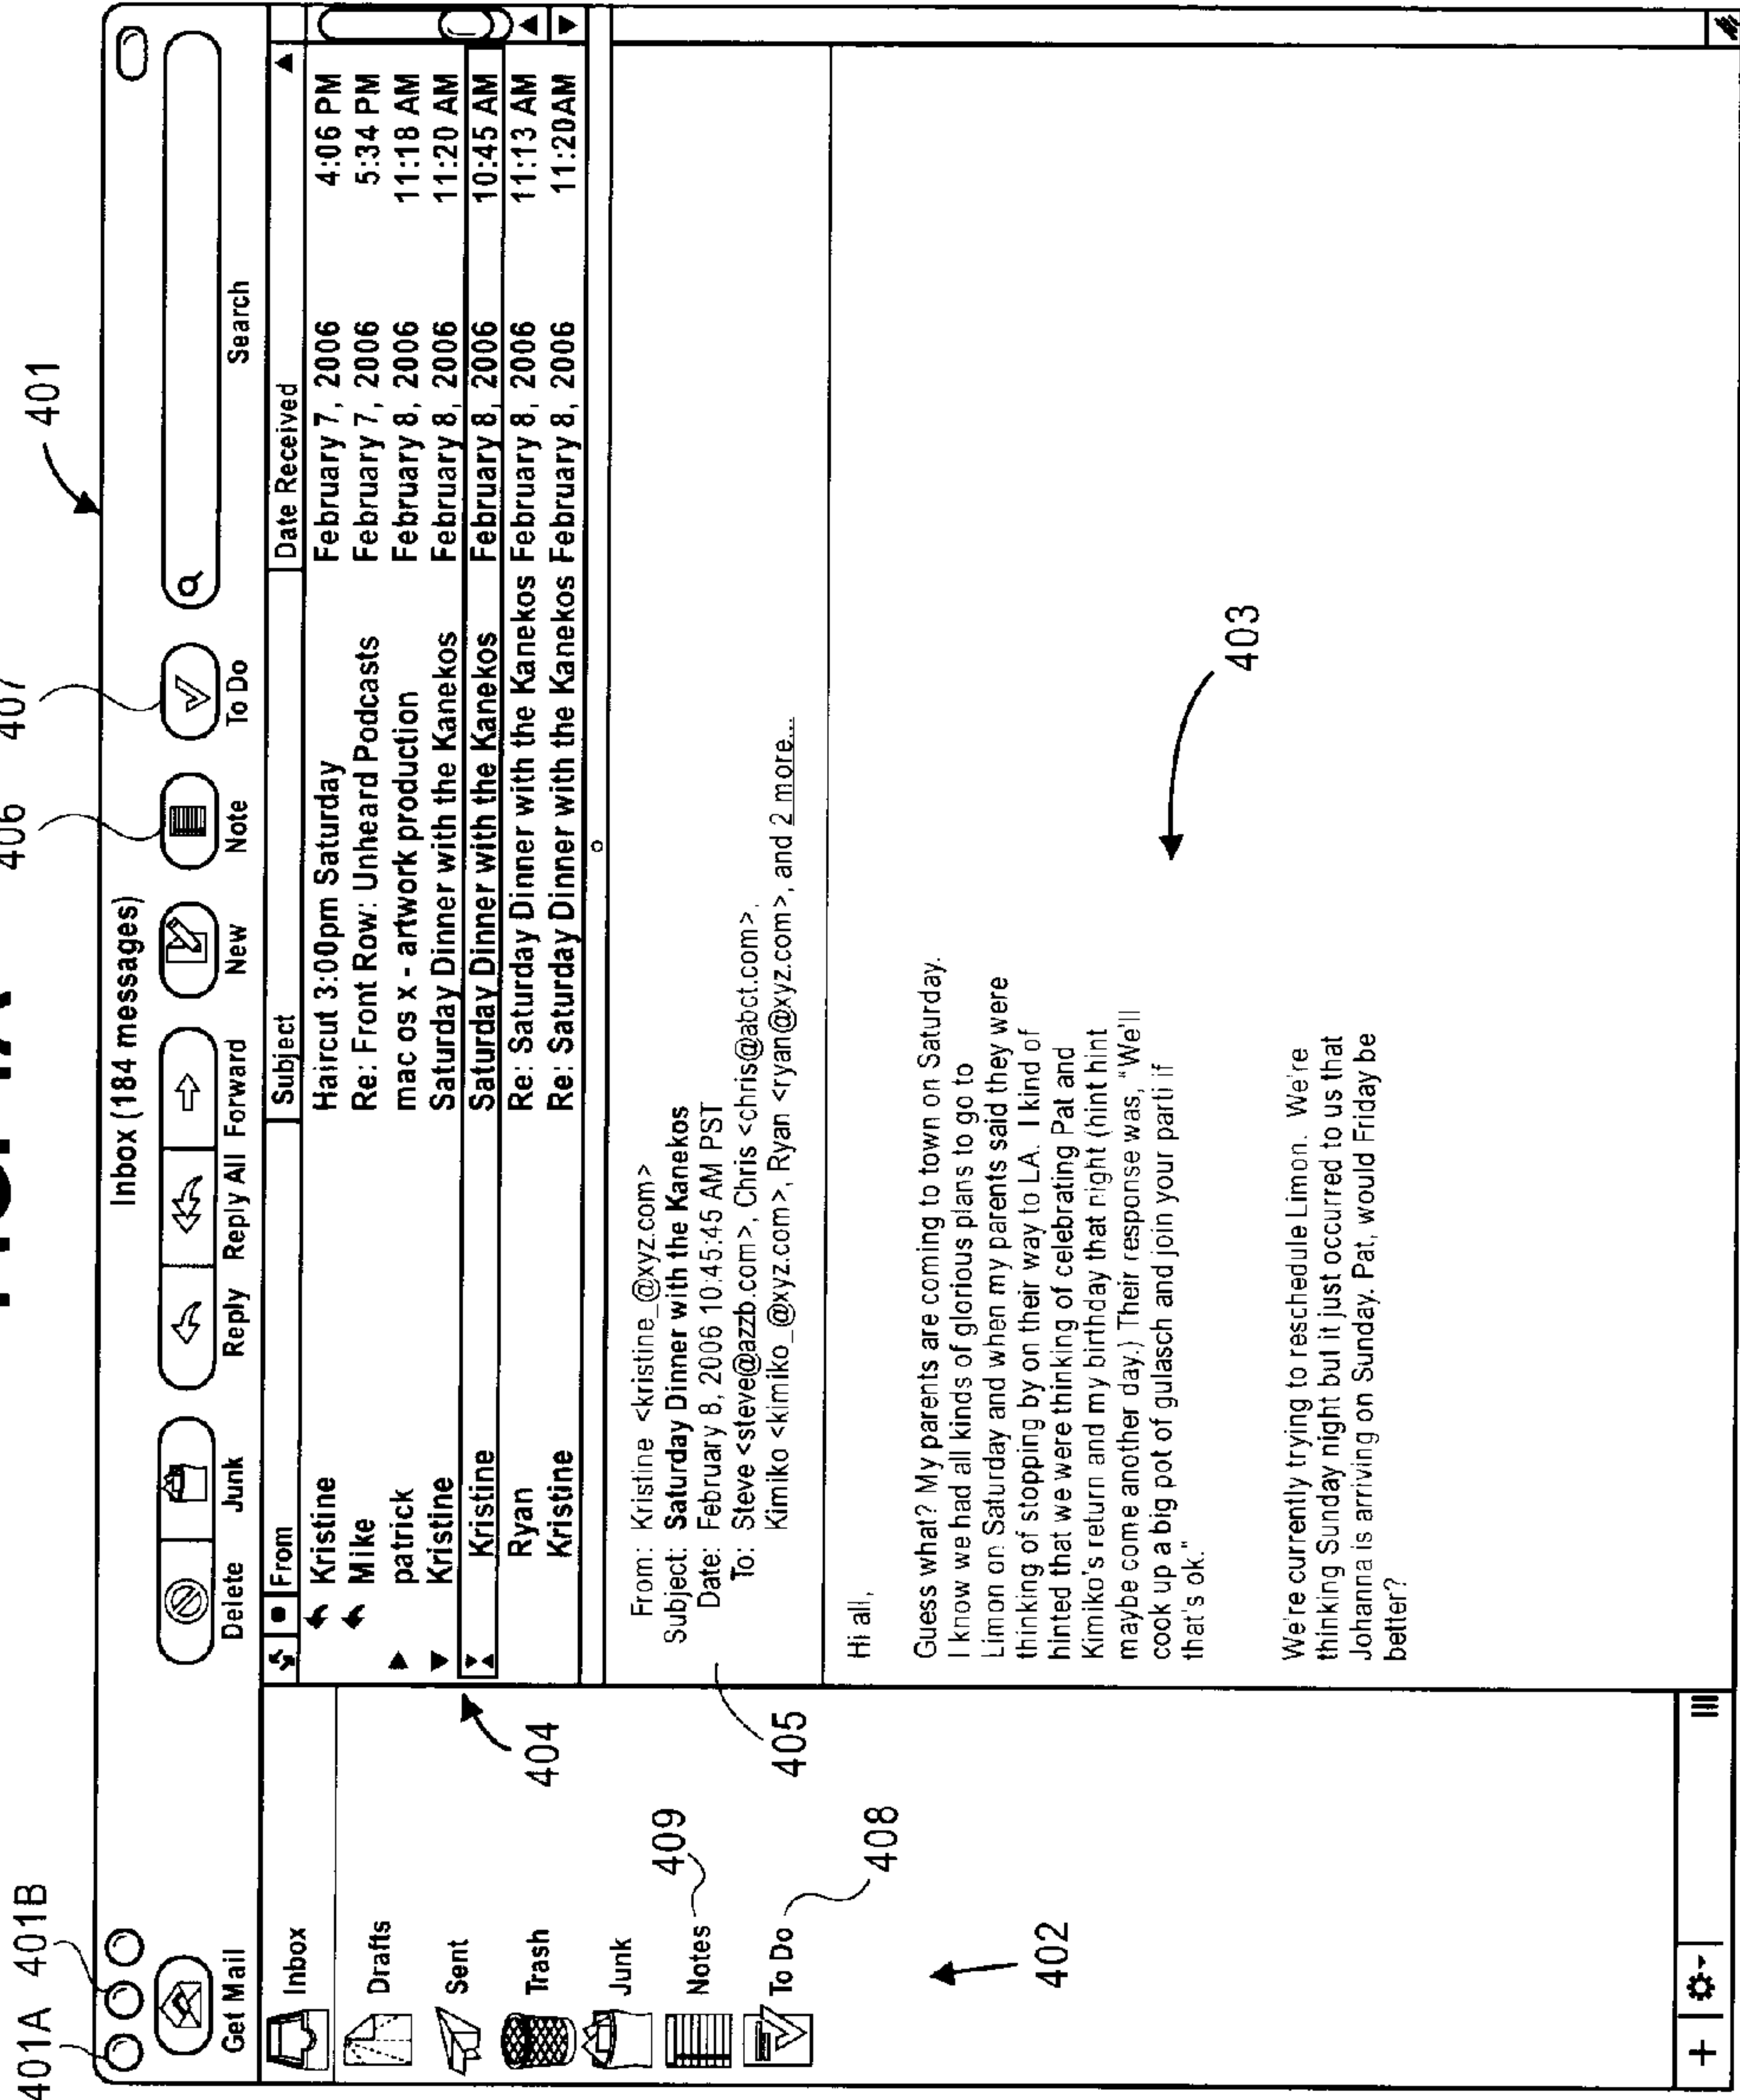 406 407
401A 401B
401
Inbox (184 messages)
Get Mail Delete Junk Reply Reply All Forward New Note To Do Search
From Subject Date Received
Kristine Haircut 3:00pm Saturday February 7, 2006 4:06 PM
Mike Re: Front Row: Unheard Podcasts February 7, 2006 5:34 PM
patrick mac os x - artwork production February 8, 2006 11:18 AM
Kristine Saturday Dinner with the Kanekos February 8, 2006 11:20 AM
Kristine Saturday Dinner with the Kanekos February 8, 2006 10:45 AM
Ryan Re: Saturday Dinner with the Kanekos February 8, 2006 11:13 AM
Kristine Re: Saturday Dinner with the Kanekos February 8, 2006 11:20AM
Inbox
Drafts
Sent
Trash
Junk
Notes
To Do
404
409
405
408
402
From: Kristine <kristine_@xyz.com>
Subject: Saturday Dinner with the Kanekos
Date: February 8, 2006 10:45:45 AM PST
To: Steve <steve@azzb.com>, Chris <chris@abct.com>,
Kimiko <kimiko_@xyz.com>, Ryan <ryan@xyz.com>, and 2 more...
Hi all,
Guess what? My parents are coming to town on Saturday.
I know we had all kinds of glorious plans to go to
Limon on Saturday and when my parents said they were
thinking of stopping by on their way to LA. I kind of
hinted that we were thinking of celebrating Pat and
Kimiko's return and my birthday that night (hint hint
maybe come another day.) Their response was, "We'll
cook up a big pot of gulasch and join your parti if
that's ok."
We're currently trying to reschedule Limon. We're
thinking Sunday night but it just occurred to us that
Johanna is arriving on Sunday. Pat, would Friday be
better?
403